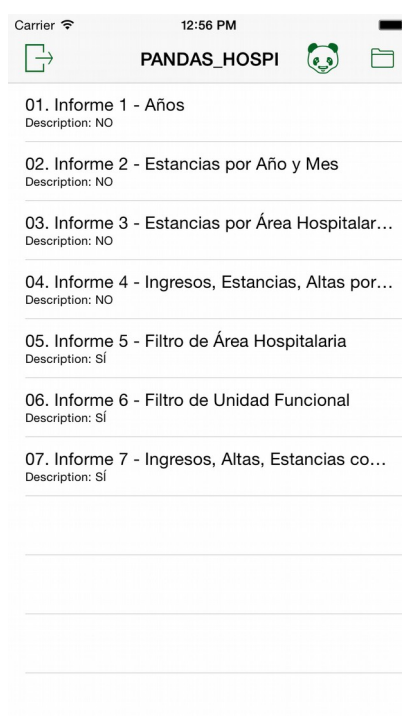 Carrier 12:56 PM
PANDAS_HOSPI
01. Informe 1 - Años
Description: NO
02. Informe 2 - Estancias por Año y Mes
Description: NO
03. Informe 3 - Estancias por Área Hospitalar...
Description: NO
04. Informe 4 - Ingresos, Estancias, Altas por...
Description: NO
05. Informe 5 - Filtro de Área Hospitalaria
Description: SÍ
06. Informe 6 - Filtro de Unidad Funcional
Description: SÍ
07. Informe 7 - Ingresos, Altas, Estancias co...
Description: SÍ